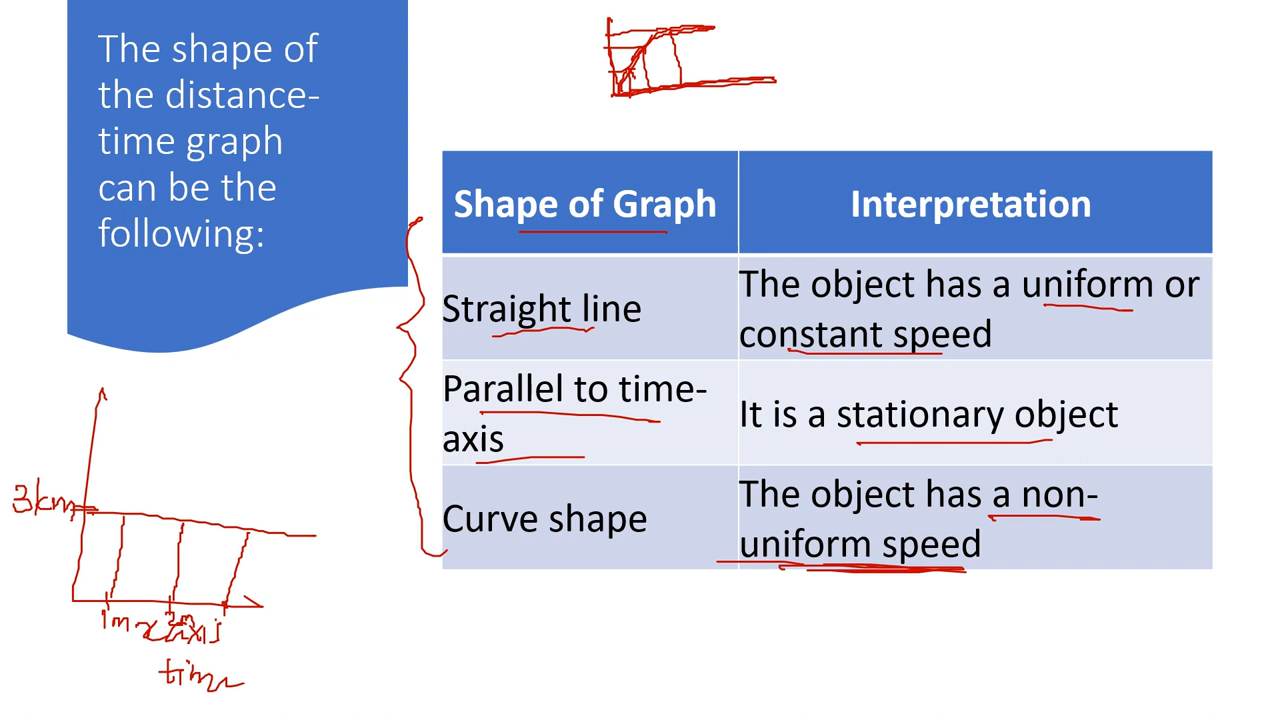 The shape of
the distance-
time graph
can be the
following:
Shape of Graph
Interpretation
Straight line
The object has a uniform or
constant speed
Parallel to time-
axis
It is a stationary object
Curve shape
The object has a non-
uniform speed
3km
1m
x axis
time